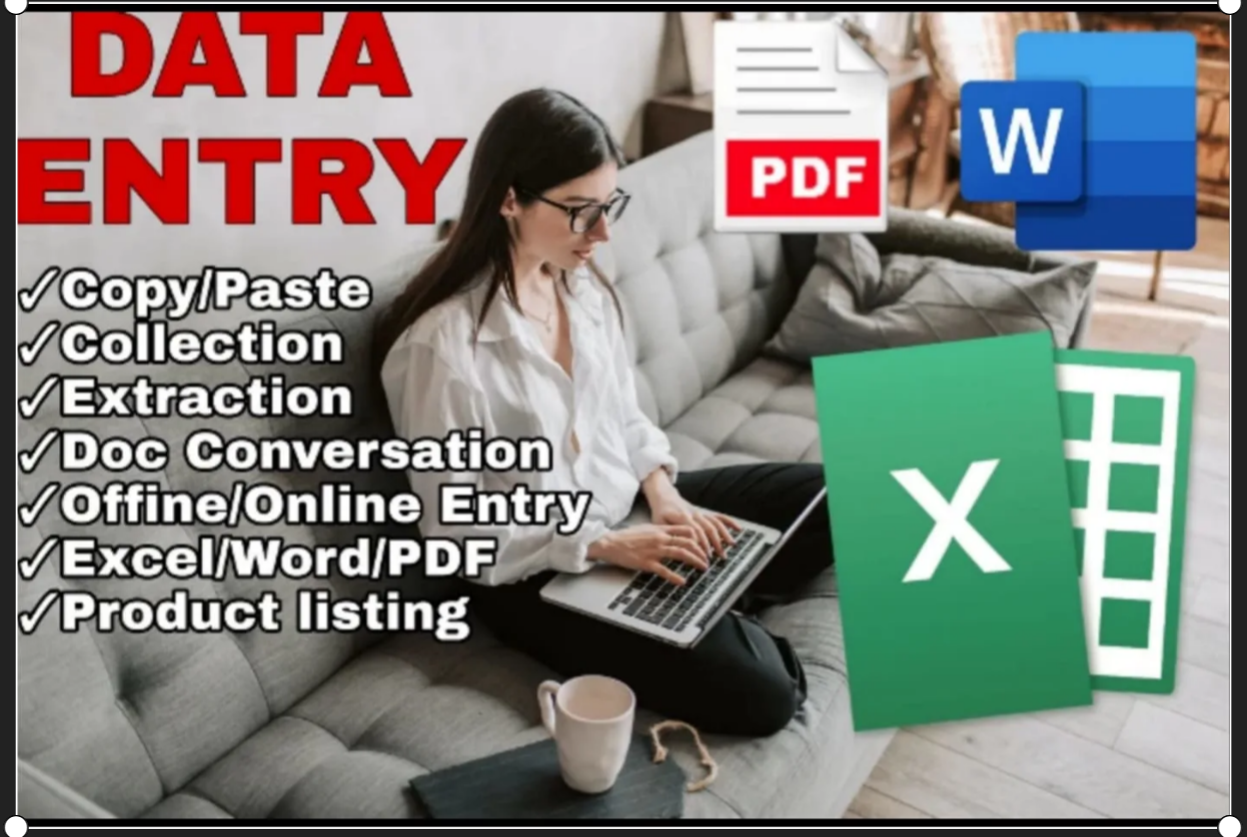 DATA
ENTRY
✓Copy/Paste
✓Collection
✓Extraction
✓Doc Conversation
✓Offine/Online Entry
✓Excel/Word/PDF
✓Product listing
PDF
W
X